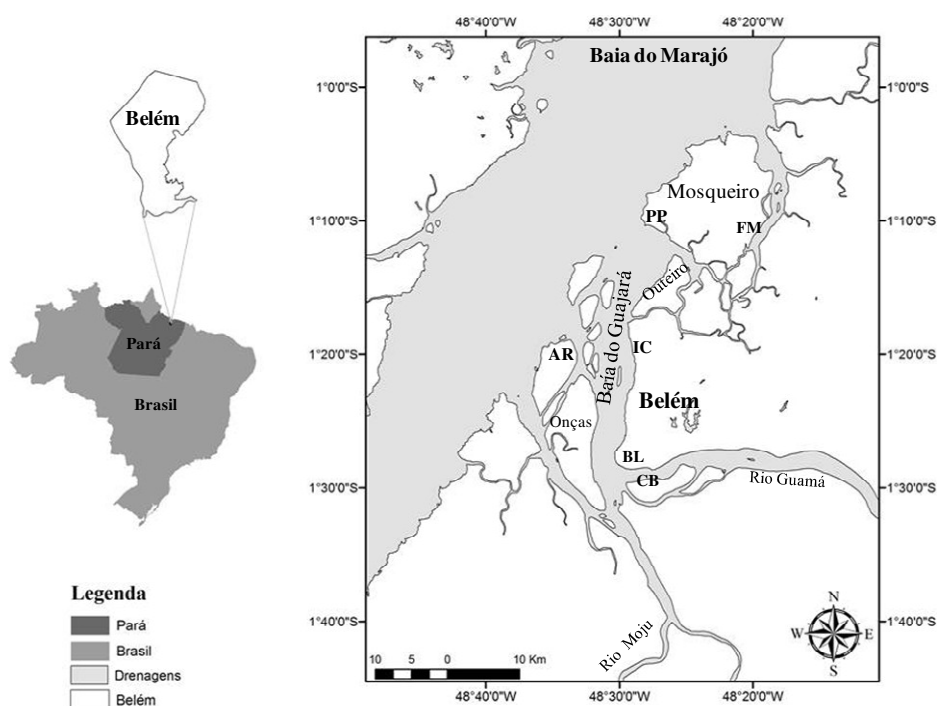 48°40'0"W
48°30'0"W
48°20'0"W
Baia do Marajó
1°0'0"S
1°0'0"S
Belém
Mosqueiro
PP
FM
1°10'0"S
1°10'0"S
Outeiro
Baía do Guajará
Pará
AR
IC
1°20'0"S
1°20'0"S
Brasil
Belém
Onças
BL
CB
Rio Guamá
1°30'0"S
1°30'0"S
Legenda
Pará
Brasil
Drenagens
Belém
1°40'0"S
1°40'0"S
Rio Moju
N
W
E
S
10 5 0 10 Km
48°40'0"W
48°30'0"W
48°20'0"W